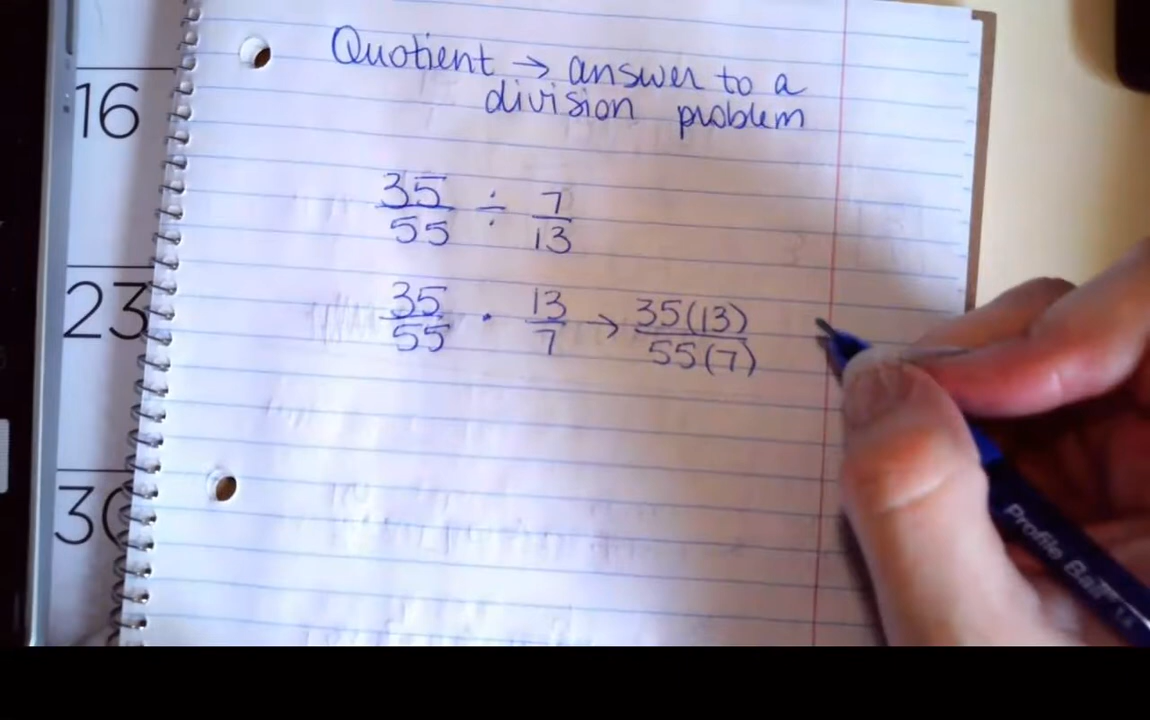 Quotient → answer to a
division problem
16
35/55 ÷ 7/13
23
35/55 · 13/7 → 35(13)/55(7)
30
Profile Ball